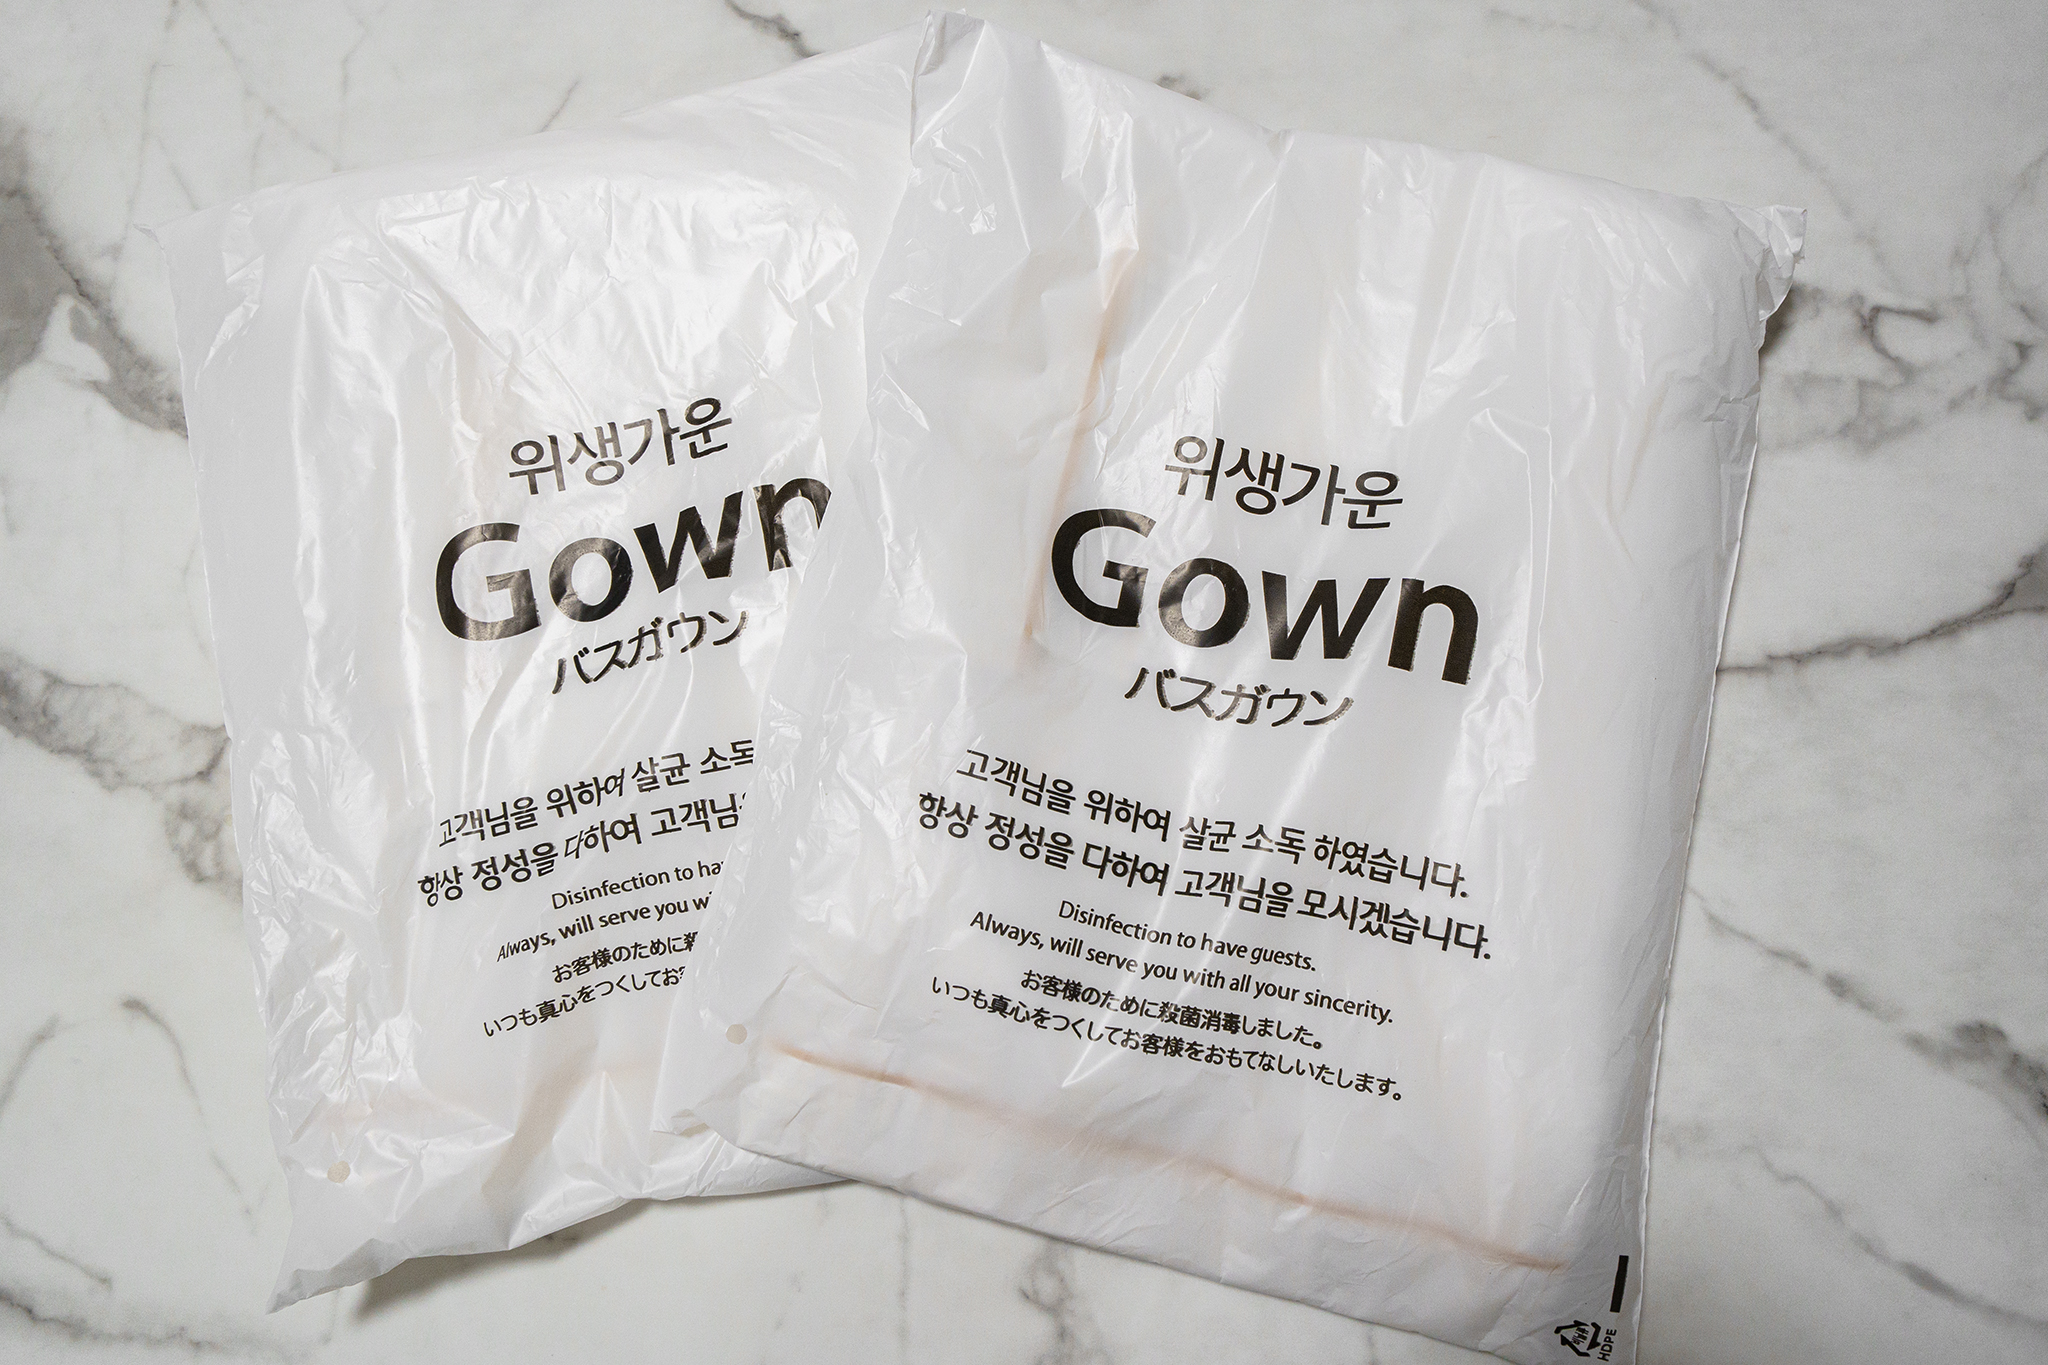 위생가운
Gown
バスガウン
고객님을 위하여 살균 소독
항상 정성을 다하여 고객님
Disinfection to
Always, will serve you
お客様のために殺
いつも真心をつくしてお
위생가운
Gown
バスガウン
고객님을 위하여 살균 소독 하였습니다.
항상 정성을 다하여 고객님을 모시겠습니다.
Disinfection to have guests.
Always, will serve you with all your sincerity.
お客様のために殺菌消毒しました。
いつも真心をつくしてお客様をおもてなしいたします。
HDPE